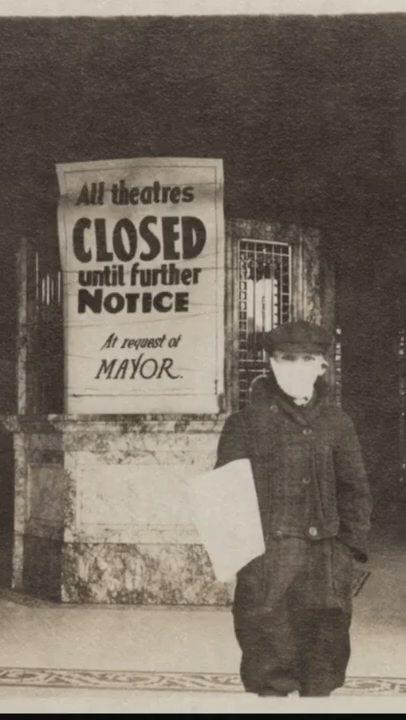 All theatres
CLOSED
until further
NOTICE
At request of
MAYOR.